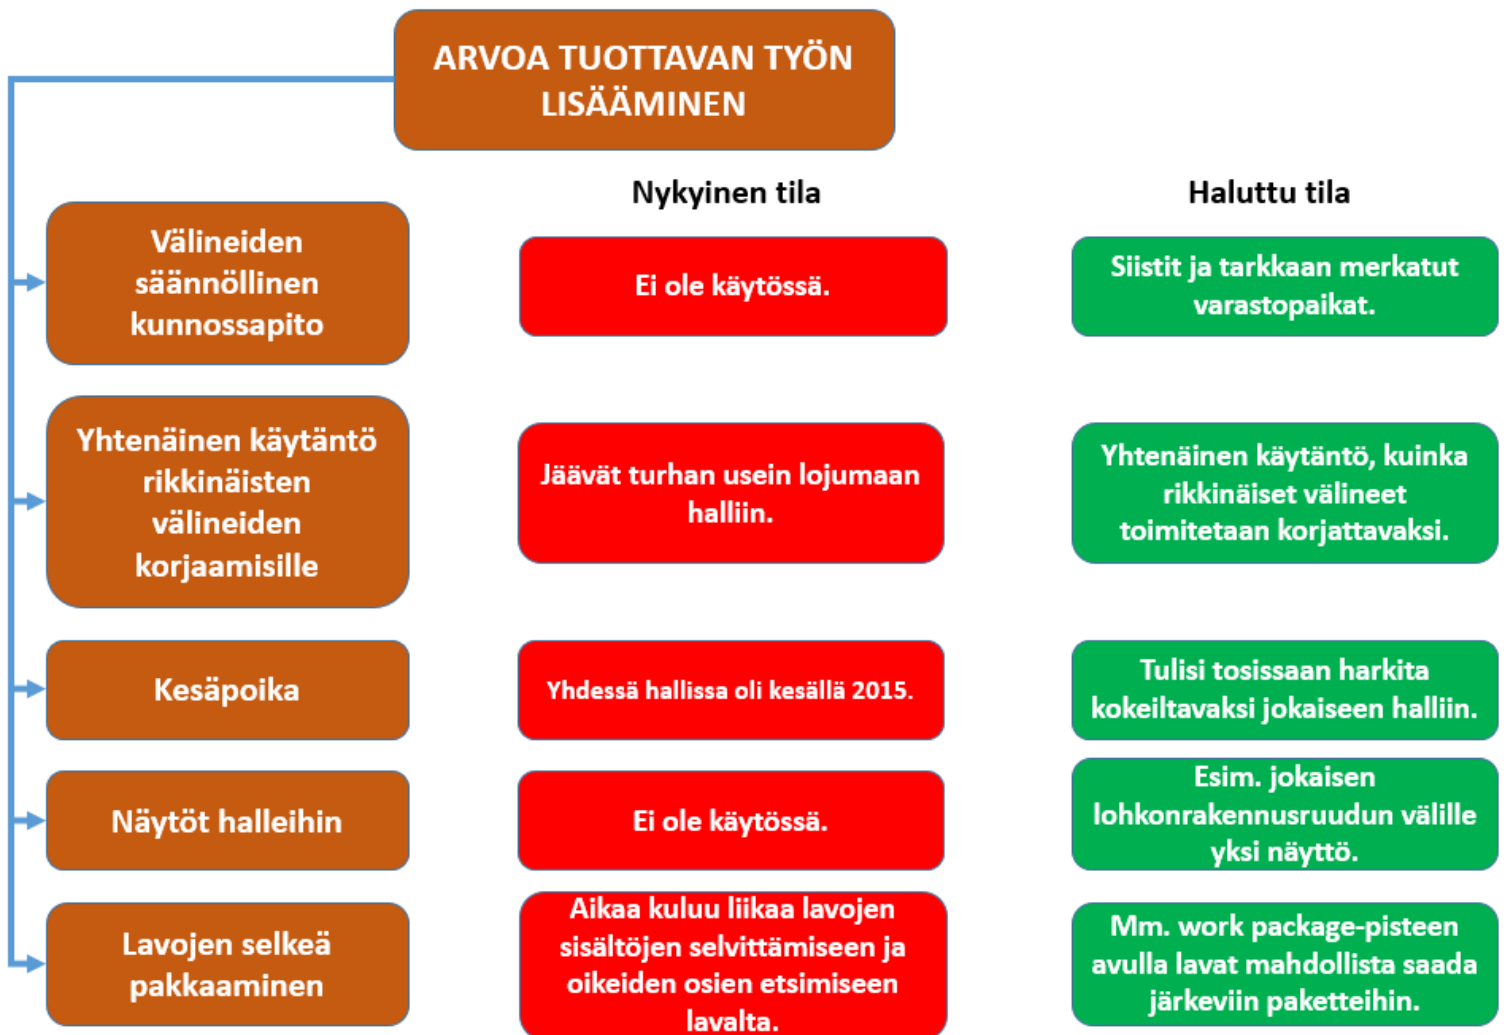 ARVOA TUOTTAVAN TYÖN
LISÄÄMINEN
Nykyinen tila
Haluttu tila
Välineiden
säännöllinen
kunnossapito
Ei ole käytössä.
Siistit ja tarkkaan merkatut
varastopaikat.
Yhtenäinen käytäntö
rikkinäisten
välineiden
korjaamisille
Jäävät turhan usein lojumaan
halliin.
Yhtenäinen käytäntö, kuinka
rikkinäiset välineet
toimitetaan korjattavaksi.
Kesäpoika
Yhdessä hallissa oli kesällä 2015.
Tulisi tosissaan harkita
kokeiltavaksi jokaiseen halliin.
Näytöt halleihin
Ei ole käytössä.
Esim. jokaisen
lohkonrakennusruudun välille
yksi näyttö.
Lavojen selkeä
pakkaaminen
Aikaa kuluu liikaa lavojen
sisältöjen selvittämiseen ja
oikeiden osien etsimiseen
lavalta.
Mm. work package-pisteen
avulla lavat mahdollista saada
järkeviin paketteihin.